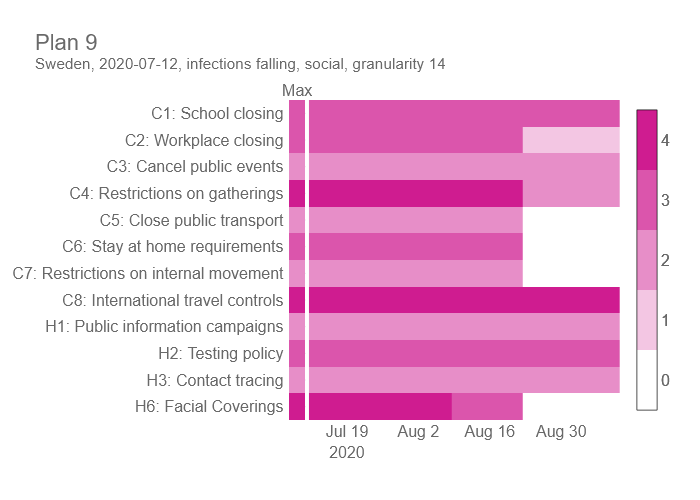 Plan 9
Sweden, 2020-07-12, infections falling, social, granularity 14
Max
C1: School closing
C2: Workplace closing
C3: Cancel public events
C4: Restrictions on gatherings
C5: Close public transport
C6: Stay at home requirements
C7: Restrictions on internal movement
C8: International travel controls
H1: Public information campaigns
H2: Testing policy
H3: Contact tracing
H6: Facial Coverings
Jul 19 Aug 2 Aug 16 Aug 30
2020
4
3
2
1
0